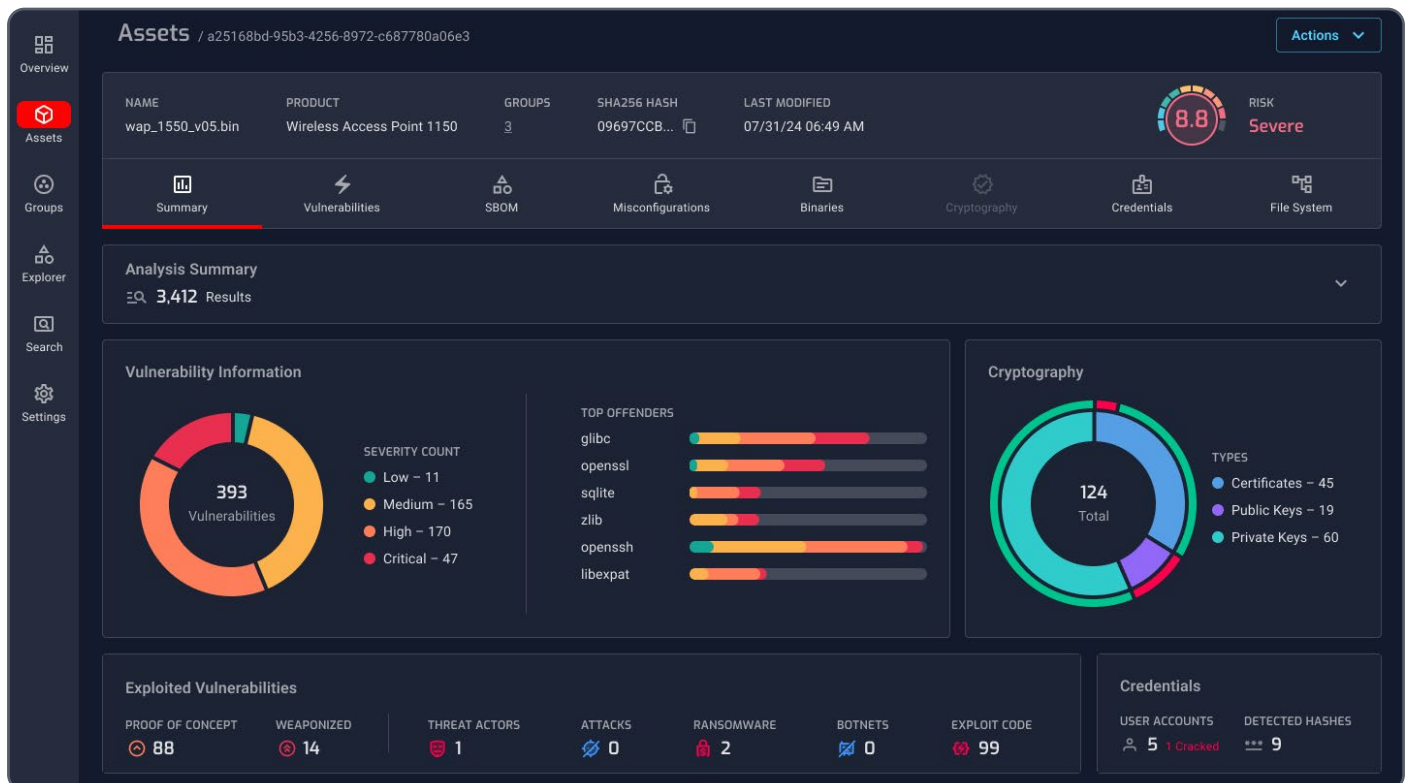 Assets / a25168bd-95b3-4256-8972-c687780a06e3
Actions
Overview
Assets
Groups
Explorer
Search
Settings
NAME PRODUCT GROUPS SHA256 HASH LAST MODIFIED RISK
wap_1550_v05.bin Wireless Access Point 1150 3 09697CCB... 07/31/24 06:49 AM 8.8 Severe
Summary Vulnerabilities SBOM Misconfigurations Binaries Cryptography Credentials File System
Analysis Summary
3,412 Results
Vulnerability Information
393
Vulnerabilities
SEVERITY COUNT
Low – 11
Medium – 165
High – 170
Critical – 47
TOP OFFENDERS
glibc
openssl
sqlite
zlib
openssh
libexpat
Cryptography
124
Total
TYPES
Certificates – 45
Public Keys – 19
Private Keys – 60
Exploited Vulnerabilities
PROOF OF CONCEPT WEAPONIZED THREAT ACTORS ATTACKS RANSOMWARE BOTNETS EXPLOIT CODE
88 14 1 0 2 0 99
Credentials
USER ACCOUNTS DETECTED HASHES
5 1 Cracked 9